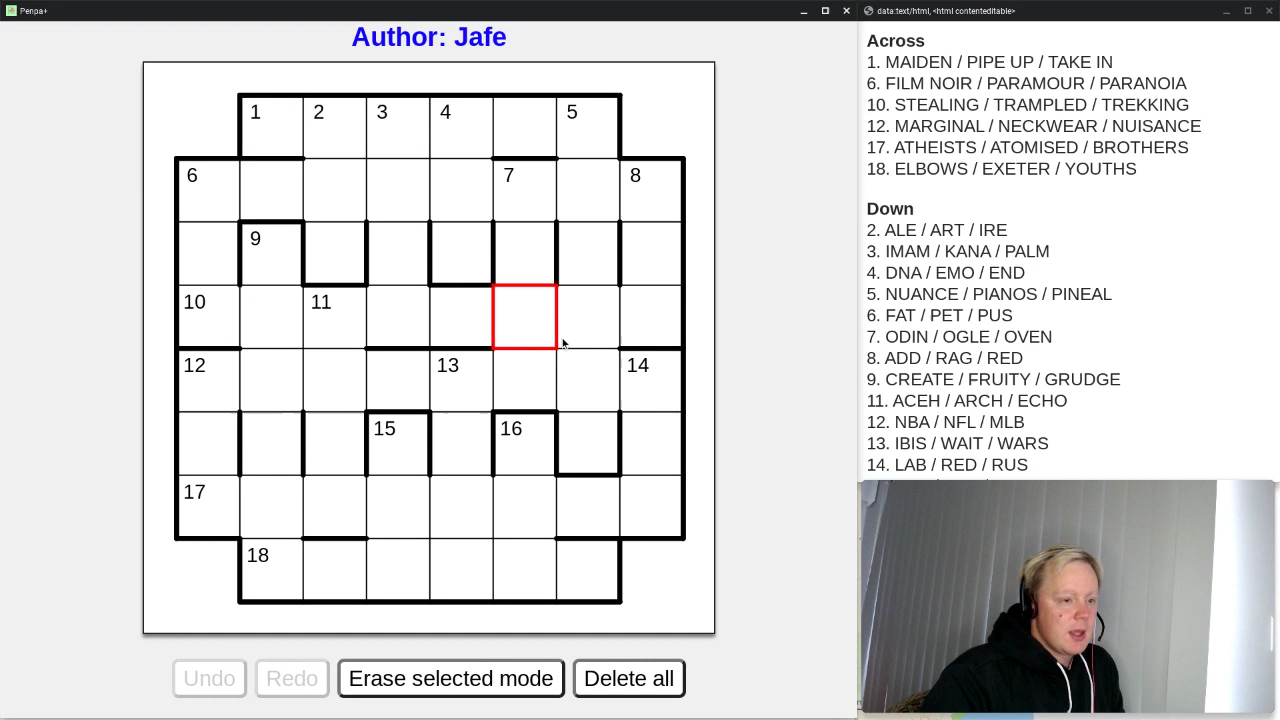 Penpa+
data:text/html, <html contenteditable>
Author: Jafe
1 2 3 4 5
6 7 8
9
10 11
12 13 14
15 16
17
18
Undo Redo Erase selected mode Delete all
Across
1. MAIDEN / PIPE UP / TAKE IN
6. FILM NOIR / PARAMOUR / PARANOIA
10. STEALING / TRAMPLED / TREKKING
12. MARGINAL / NECKWEAR / NUISANCE
17. ATHEISTS / ATOMISED / BROTHERS
18. ELBOWS / EXETER / YOUTHS
Down
2. ALE / ART / IRE
3. IMAM / KANA / PALM
4. DNA / EMO / END
5. NUANCE / PIANOS / PINEAL
6. FAT / PET / PUS
7. ODIN / OGLE / OVEN
8. ADD / RAG / RED
9. CREATE / FRUITY / GRUDGE
11. ACEH / ARCH / ECHO
12. NBA / NFL / MLB
13. IBIS / WAIT / WARS
14. LAB / RED / RUS